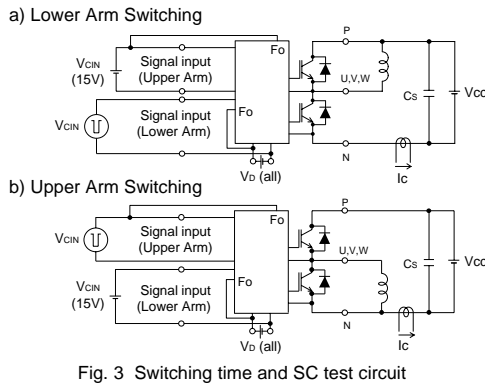 a) Lower Arm Switching
P
VCIN
(15V)
Signal input
(Upper Arm)
Fo
U,V,W
CS
VCC
VCIN
Signal input
(Lower Arm)
Fo
N
Ic
VD (all)
b) Upper Arm Switching
P
VCIN
Signal input
(Upper Arm)
Fo
U,V,W
CS
VCC
VCIN
(15V)
Signal input
(Lower Arm)
Fo
N
Ic
VD (all)
Fig. 3 Switching time and SC test circuit